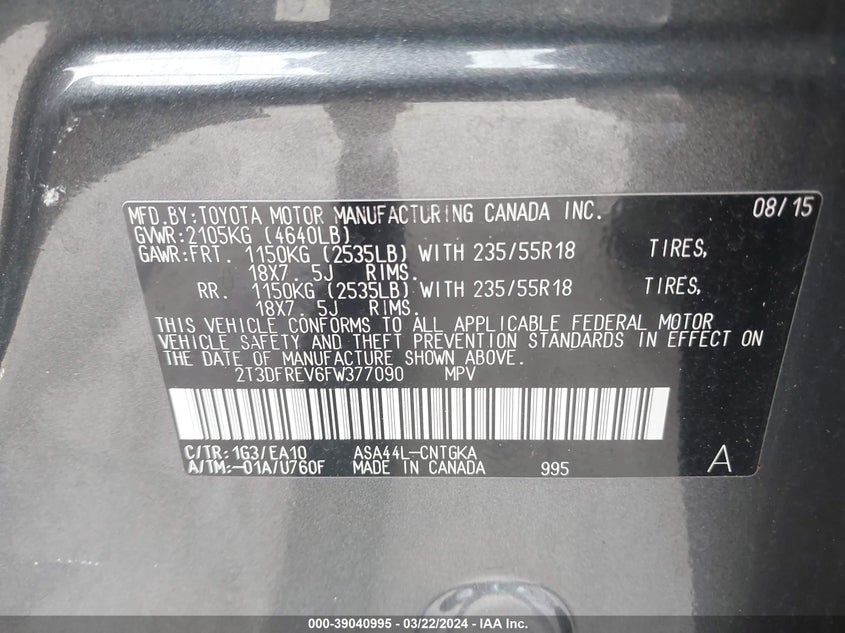 MFD.BY:TOYOTA MOTOR MANUFACTURING CANADA INC. 08/15
GVWR:2105KG (4640LB)
GAWR:FRT. 1150KG (2535LB) WITH 235/55R18 TIRES,
18X7. 5J RIMS.
RR. 1150KG (2535LB) WITH 235/55R18 TIRES,
18X7. 5J RIMS.
THIS VEHICLE CONFORMS TO ALL APPLICABLE FEDERAL MOTOR
VEHICLE SAFETY AND THEFT PREVENTION STANDARDS IN EFFECT ON
THE DATE OF MANUFACTURE SHOWN ABOVE.
2T3DFREV6FW377090 MPV
C/TR:1G3/EA10 ASA44L-CNTGKA
A/TM:-01A/U760F MADE IN CANADA 995 A
000-39040995 - 03/22/2024 - IAA Inc.